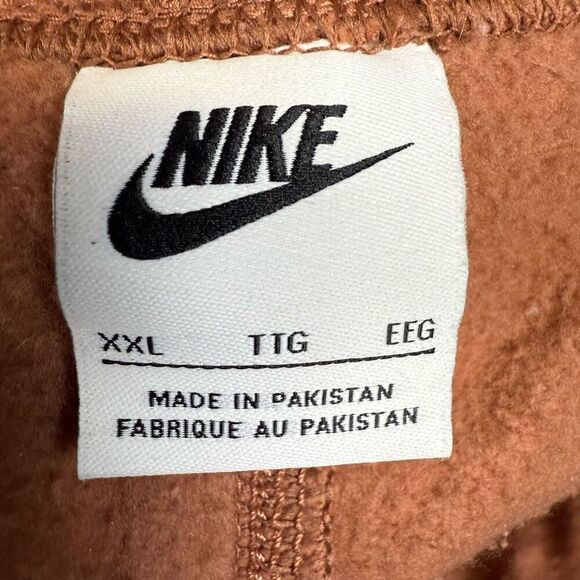 NIKE
XXL TTG EEG
MADE IN PAKISTAN
FABRIQUE AU PAKISTAN